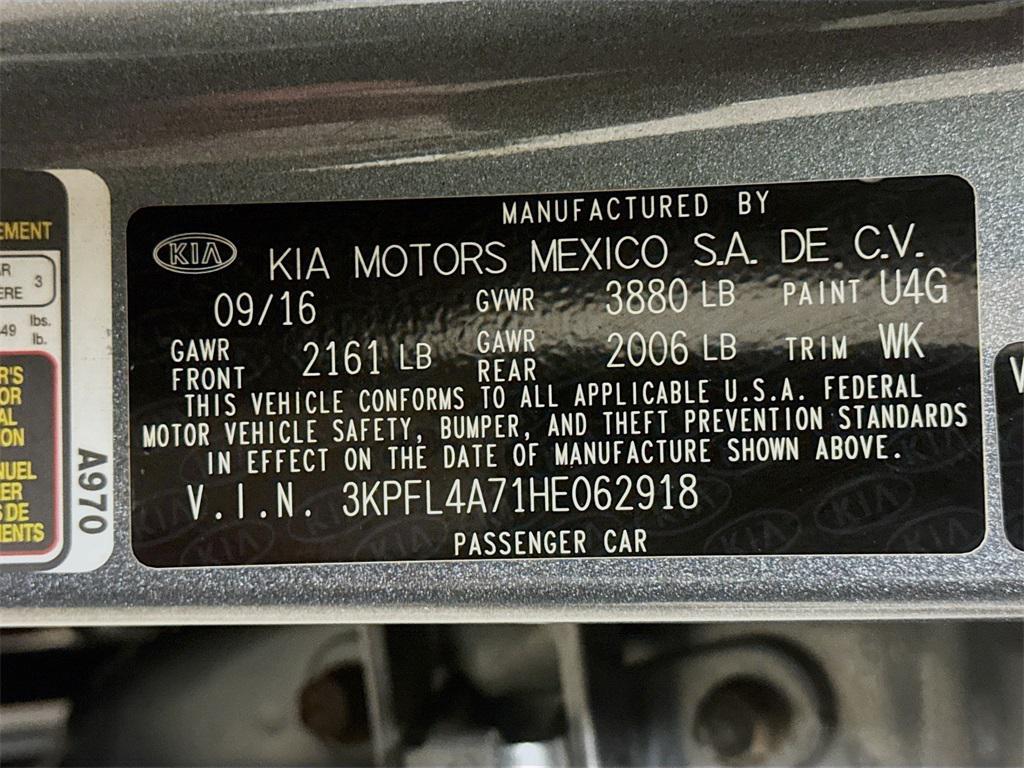 MANUFACTURED BY
KIA KIA MOTORS MEXICO S.A. DE C.V.
09/16 GVWR 3880 LB PAINT U4G
GAWR FRONT 2161 LB GAWR REAR 2006 LB TRIM WK
THIS VEHICLE CONFORMS TO ALL APPLICABLE U.S.A. FEDERAL
MOTOR VEHICLE SAFETY, BUMPER, AND THEFT PREVENTION STANDARDS
IN EFFECT ON THE DATE OF MANUFACTURE SHOWN ABOVE.
V.I.N. 3KPFL4A71HE062918
PASSENGER CAR
A970
3
lbs.
lb.